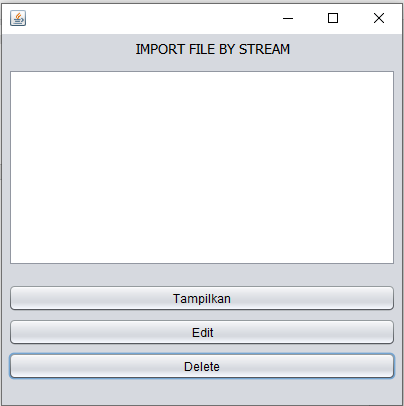 IMPORT FILE BY STREAM
Tampilkan
Edit
Delete